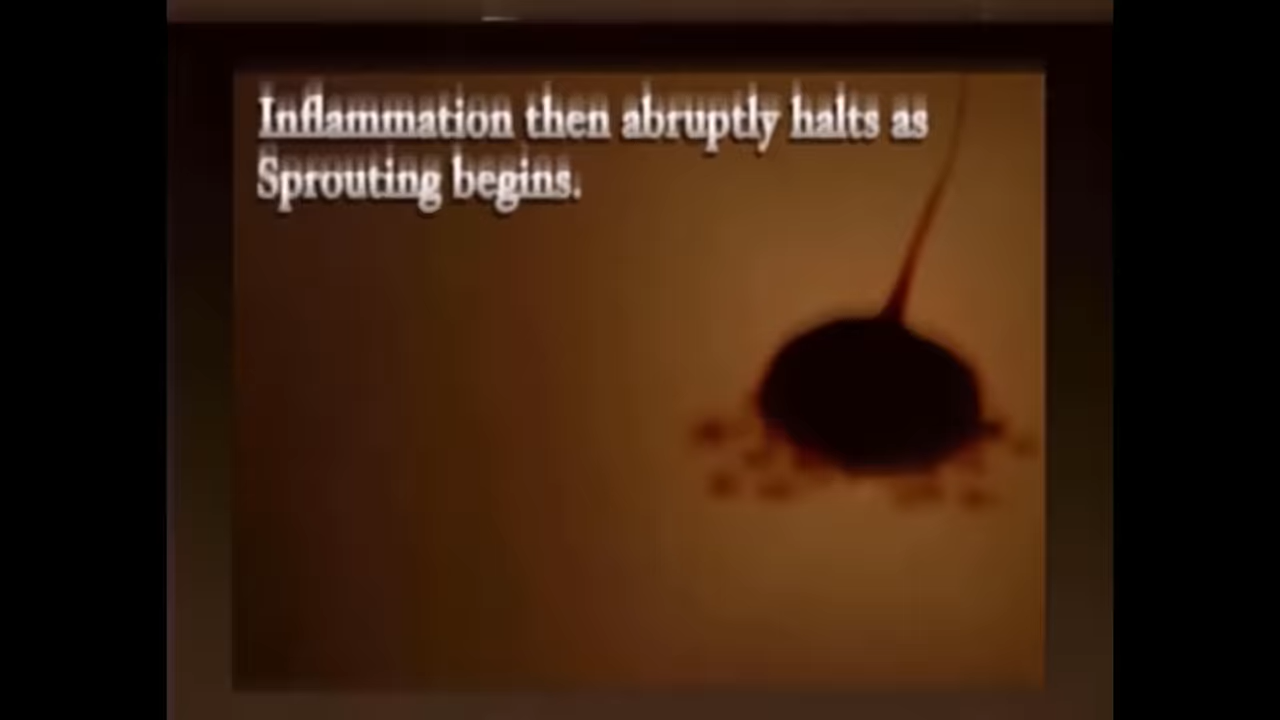 Inflammation then abruptly halts as
Sprouting begins.